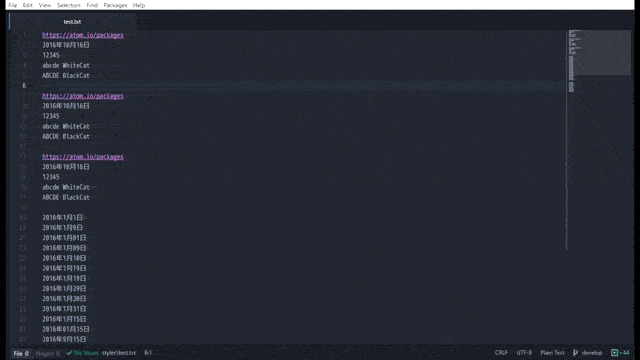 File Edit View Selection Find Packages Help
test.txt
https://atom.io/packages
2016年10月16日
12345
abcde WhiteCat
ABCDE BlackCat
6
https://atom.io/packages
2016年10月16日
12345
abcde WhiteCat
ABCDE BlackCat
https://atom.io/packages
2016年10月16日
12345
abcde WhiteCat
ABCDE BlackCat
2016年1月1日
2016年1月9日
2016年1月01日
2016年1月09日
2016年1月10日
2016年1月19日
2016年1月19日
2016年1月29日
2016年1月30日
2016年1月31日
2016年1月15日
2016年01月15日
2016年9月15日
File 0 Project 0 No Issues styles\test.txt 6:1 CRLF UTF-8 Plain Text develop